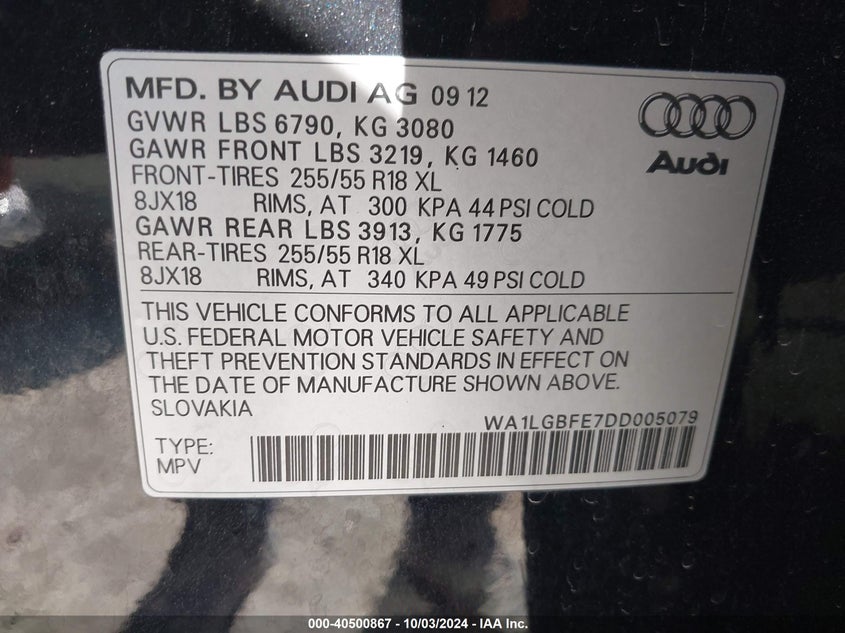 MFD. BY AUDI AG 09 12
GVWR LBS 6790, KG 3080
GAWR FRONT LBS 3219, KG 1460
FRONT-TIRES 255/55 R18 XL
8JX18 RIMS, AT 300 KPA 44 PSI COLD
GAWR REAR LBS 3913, KG 1775
REAR-TIRES 255/55 R18 XL
8JX18 RIMS, AT 340 KPA 49 PSI COLD
Audi
THIS VEHICLE CONFORMS TO ALL APPLICABLE
U.S. FEDERAL MOTOR VEHICLE SAFETY AND
THEFT PREVENTION STANDARDS IN EFFECT ON
THE DATE OF MANUFACTURE SHOWN ABOVE.
SLOVAKIA
WA1LGBFE7DD005079
TYPE:
MPV
000-40500867 - 10/03/2024 - IAA Inc.